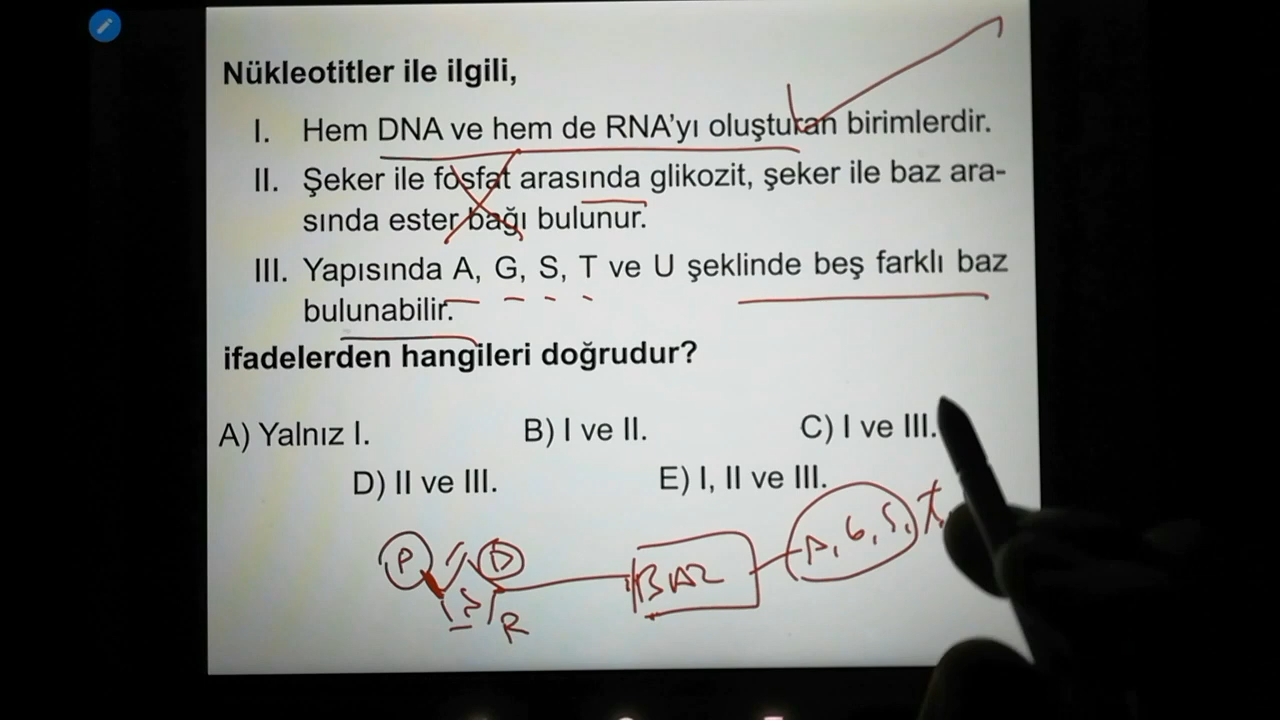 Nükleotitler ile ilgili,
I. Hem DNA ve hem de RNA'yı oluşturan birimlerdir.
II. Şeker ile fosfat arasında glikozit, şeker ile baz ara-
sında ester bağı bulunur.
III. Yapısında A, G, S, T ve U şeklinde beş farklı baz
bulunabilir.
ifadelerden hangileri doğrudur?
A) Yalnız I. B) I ve II. C) I ve III.
D) II ve III. E) I, II ve III.
P D BAZ A, G, S, T
R